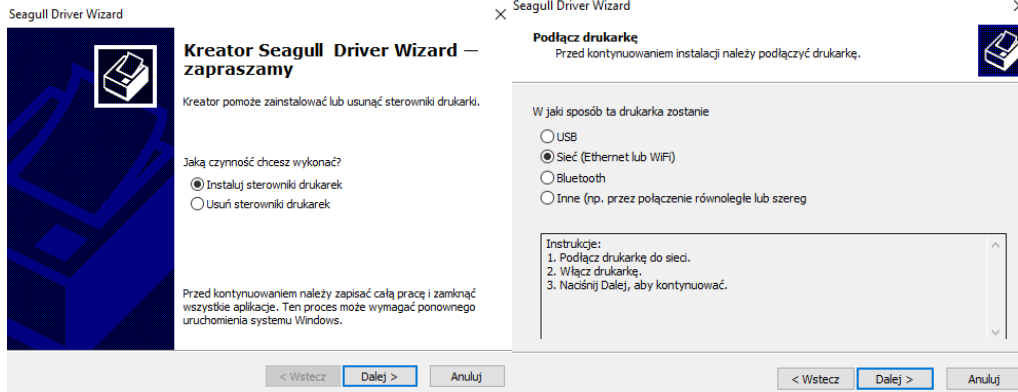 Seagull Driver Wizard
Kreator Seagull Driver Wizard —
zapraszamy
Kreator pomoże zainstalować lub usunąć sterowniki drukarki.
Jaką czynność chcesz wykonać?
Instaluj sterowniki drukarek
Usuń sterowniki drukarek
Przed kontynuowaniem należy zapisać całą pracę i zamknąć
wszystkie aplikacje. Ten proces może wymagać ponownego
uruchomienia systemu Windows.
< Wstecz
Dalej >
Anuluj
Seagull Driver Wizard
Podłącz drukarkę
Przed kontynuowaniem instalacji należy podłączyć drukarkę.
W jaki sposób ta drukarka zostanie
USB
Sieć (Ethernet lub WiFi)
Bluetooth
Inne (np. przez połączenie równoległe lub szereg
Instrukcje:
1. Podłącz drukarkę do sieci.
2. Włącz drukarkę.
3. Naciśnij Dalej, aby kontynuować.
< Wstecz
Dalej >
Anuluj